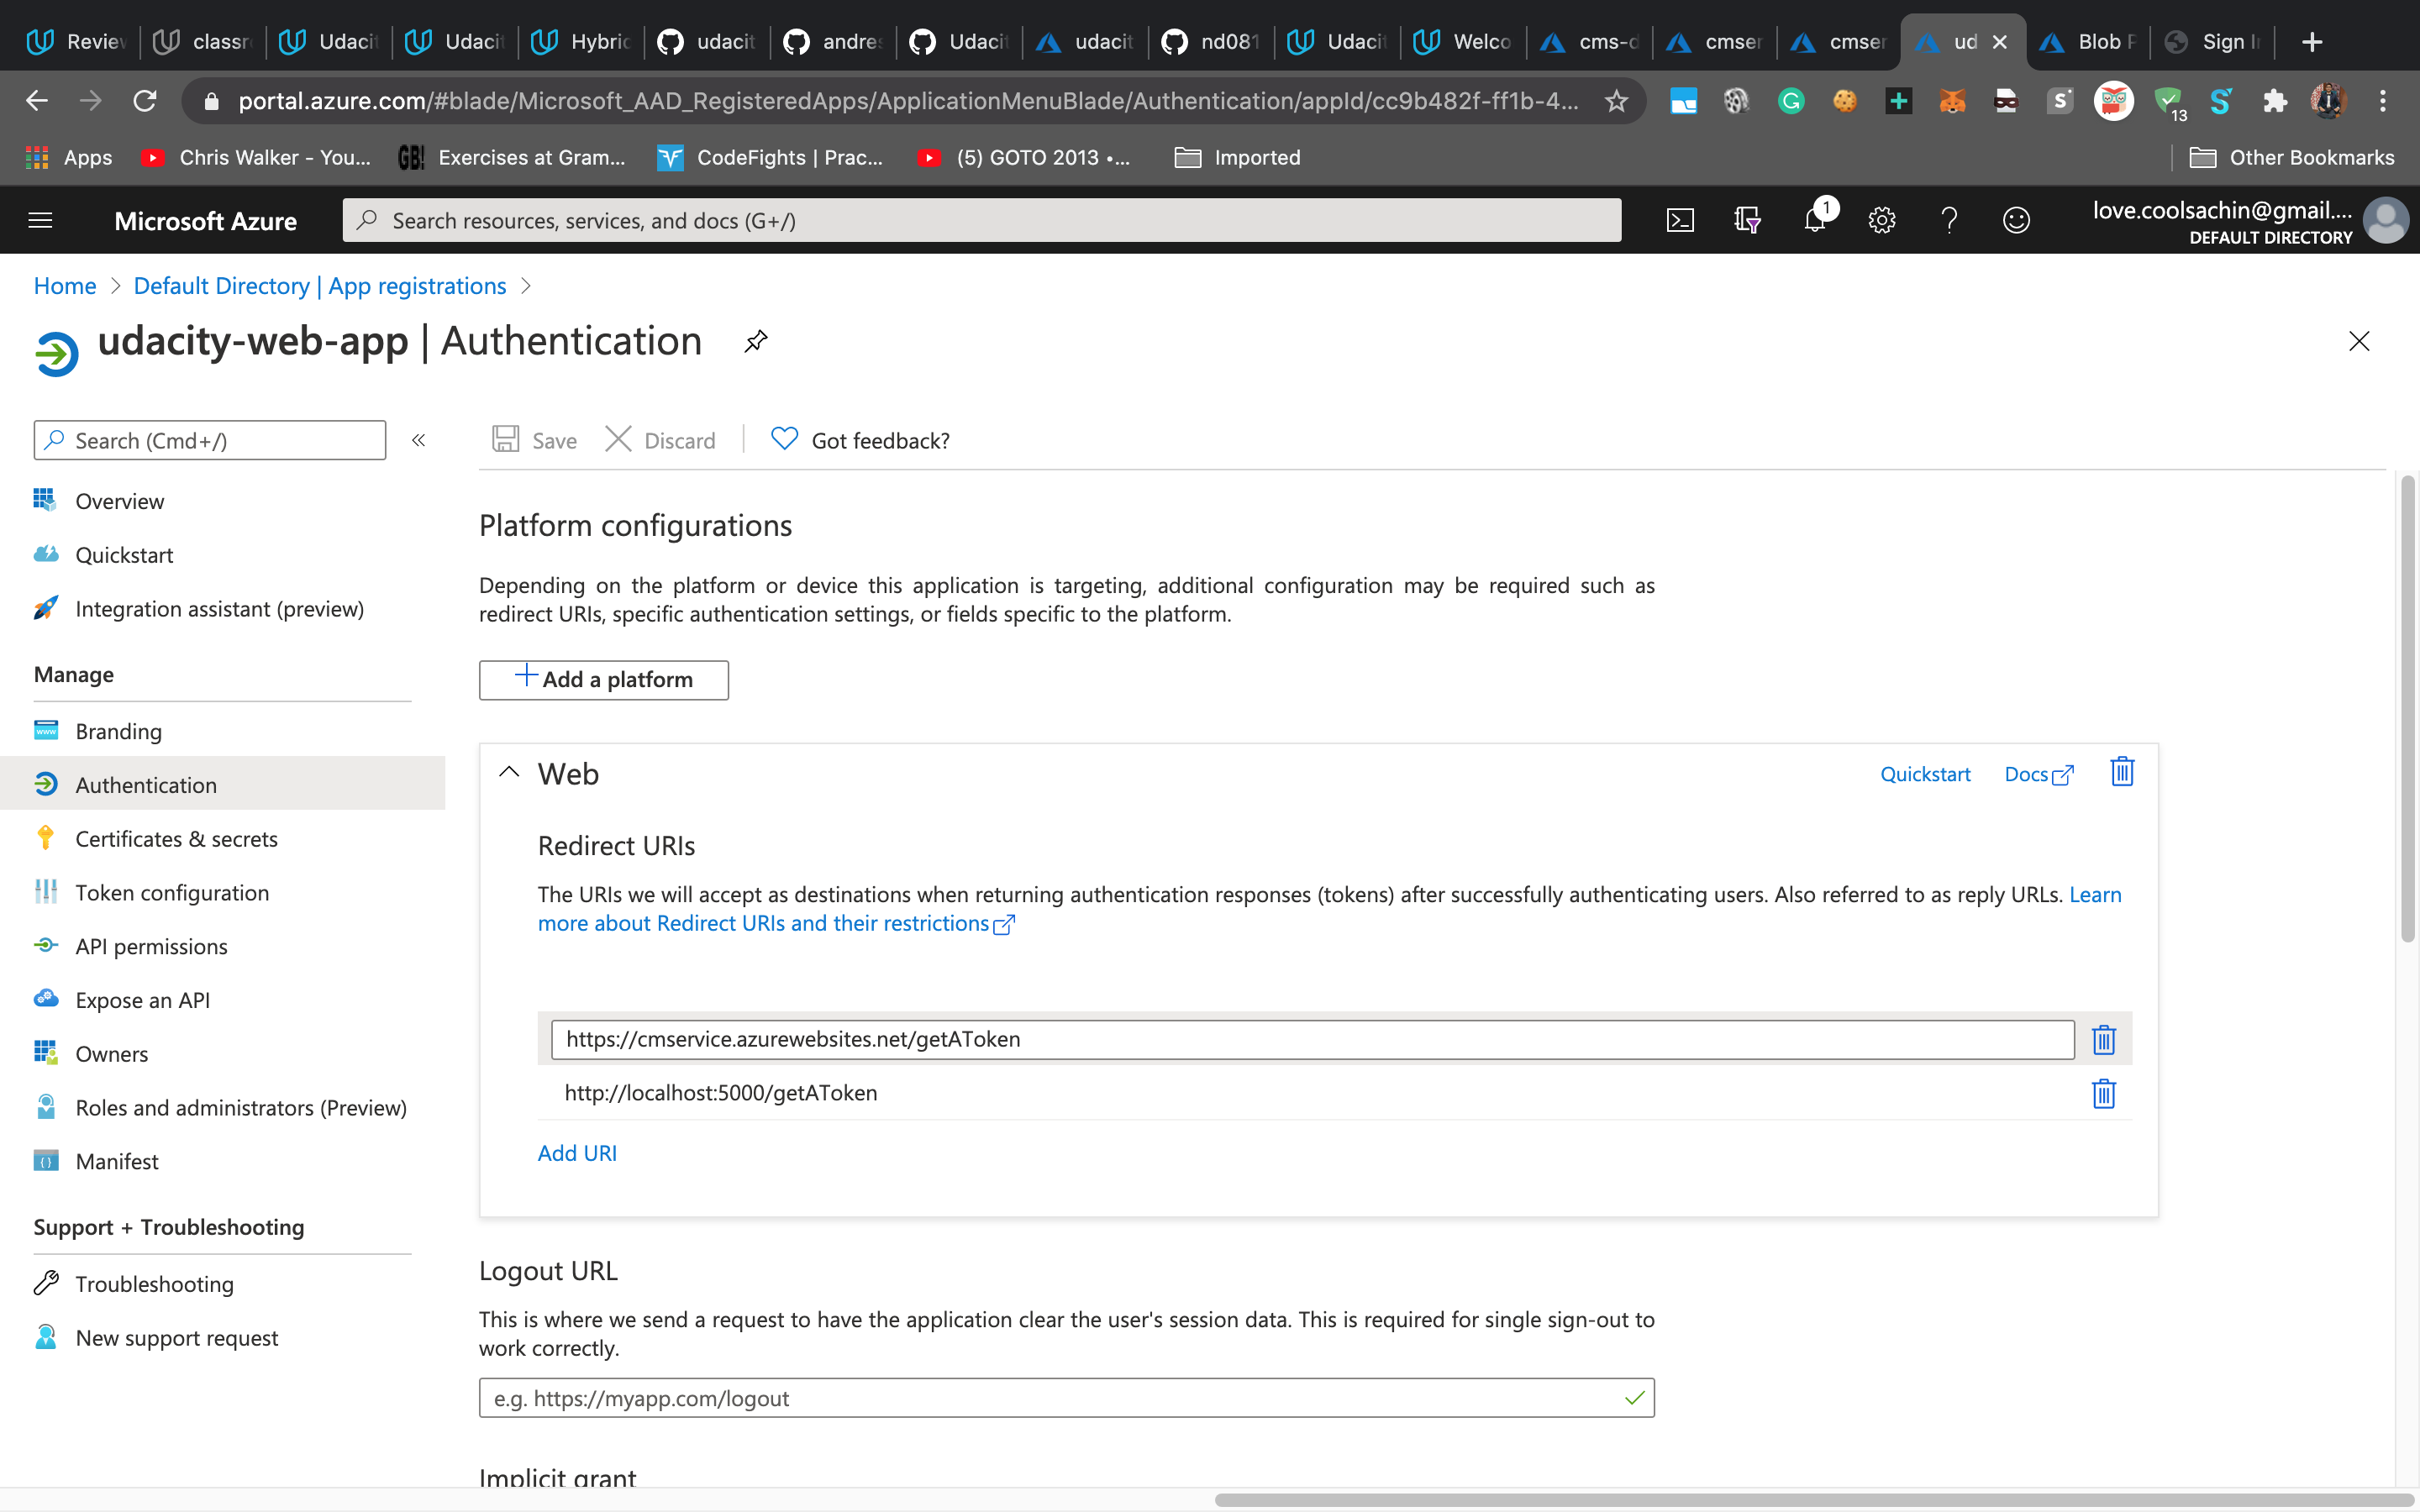 Review
classr
Udacit
Udacit
Hybric
udacit
andres
Udacit
udacit
nd081
Udacit
Welco
cms-d
cmser
cmser
ud
Blob P
Sign In
portal.azure.com/#blade/Microsoft_AAD_RegisteredApps/ApplicationMenuBlade/Authentication/appId/cc9b482f-ff1b-4...
13
Apps
Chris Walker - You...
GB!
Exercises at Gram...
CodeFights | Prac...
(5) GOTO 2013 •...
Imported
Other Bookmarks
Microsoft Azure
Search resources, services, and docs (G+/)
1
love.coolsachin@gmail....
DEFAULT DIRECTORY
Home > Default Directory | App registrations >
udacity-web-app | Authentication
Search (Cmd+/)
«
Save
Discard
Got feedback?
Overview
Quickstart
Integration assistant (preview)
Manage
Branding
Authentication
Certificates & secrets
Token configuration
API permissions
Expose an API
Owners
Roles and administrators (Preview)
Manifest
Support + Troubleshooting
Troubleshooting
New support request
Platform configurations
Depending on the platform or device this application is targeting, additional configuration may be required such as
redirect URIs, specific authentication settings, or fields specific to the platform.
Add a platform
Web
Quickstart
Docs
Redirect URIs
The URIs we will accept as destinations when returning authentication responses (tokens) after successfully authenticating users. Also referred to as reply URLs. Learn
more about Redirect URIs and their restrictions
https://cmservice.azurewebsites.net/getAToken
http://localhost:5000/getAToken
Add URI
Logout URL
This is where we send a request to have the application clear the user's session data. This is required for single sign-out to
work correctly.
e.g. https://myapp.com/logout
Implicit grant